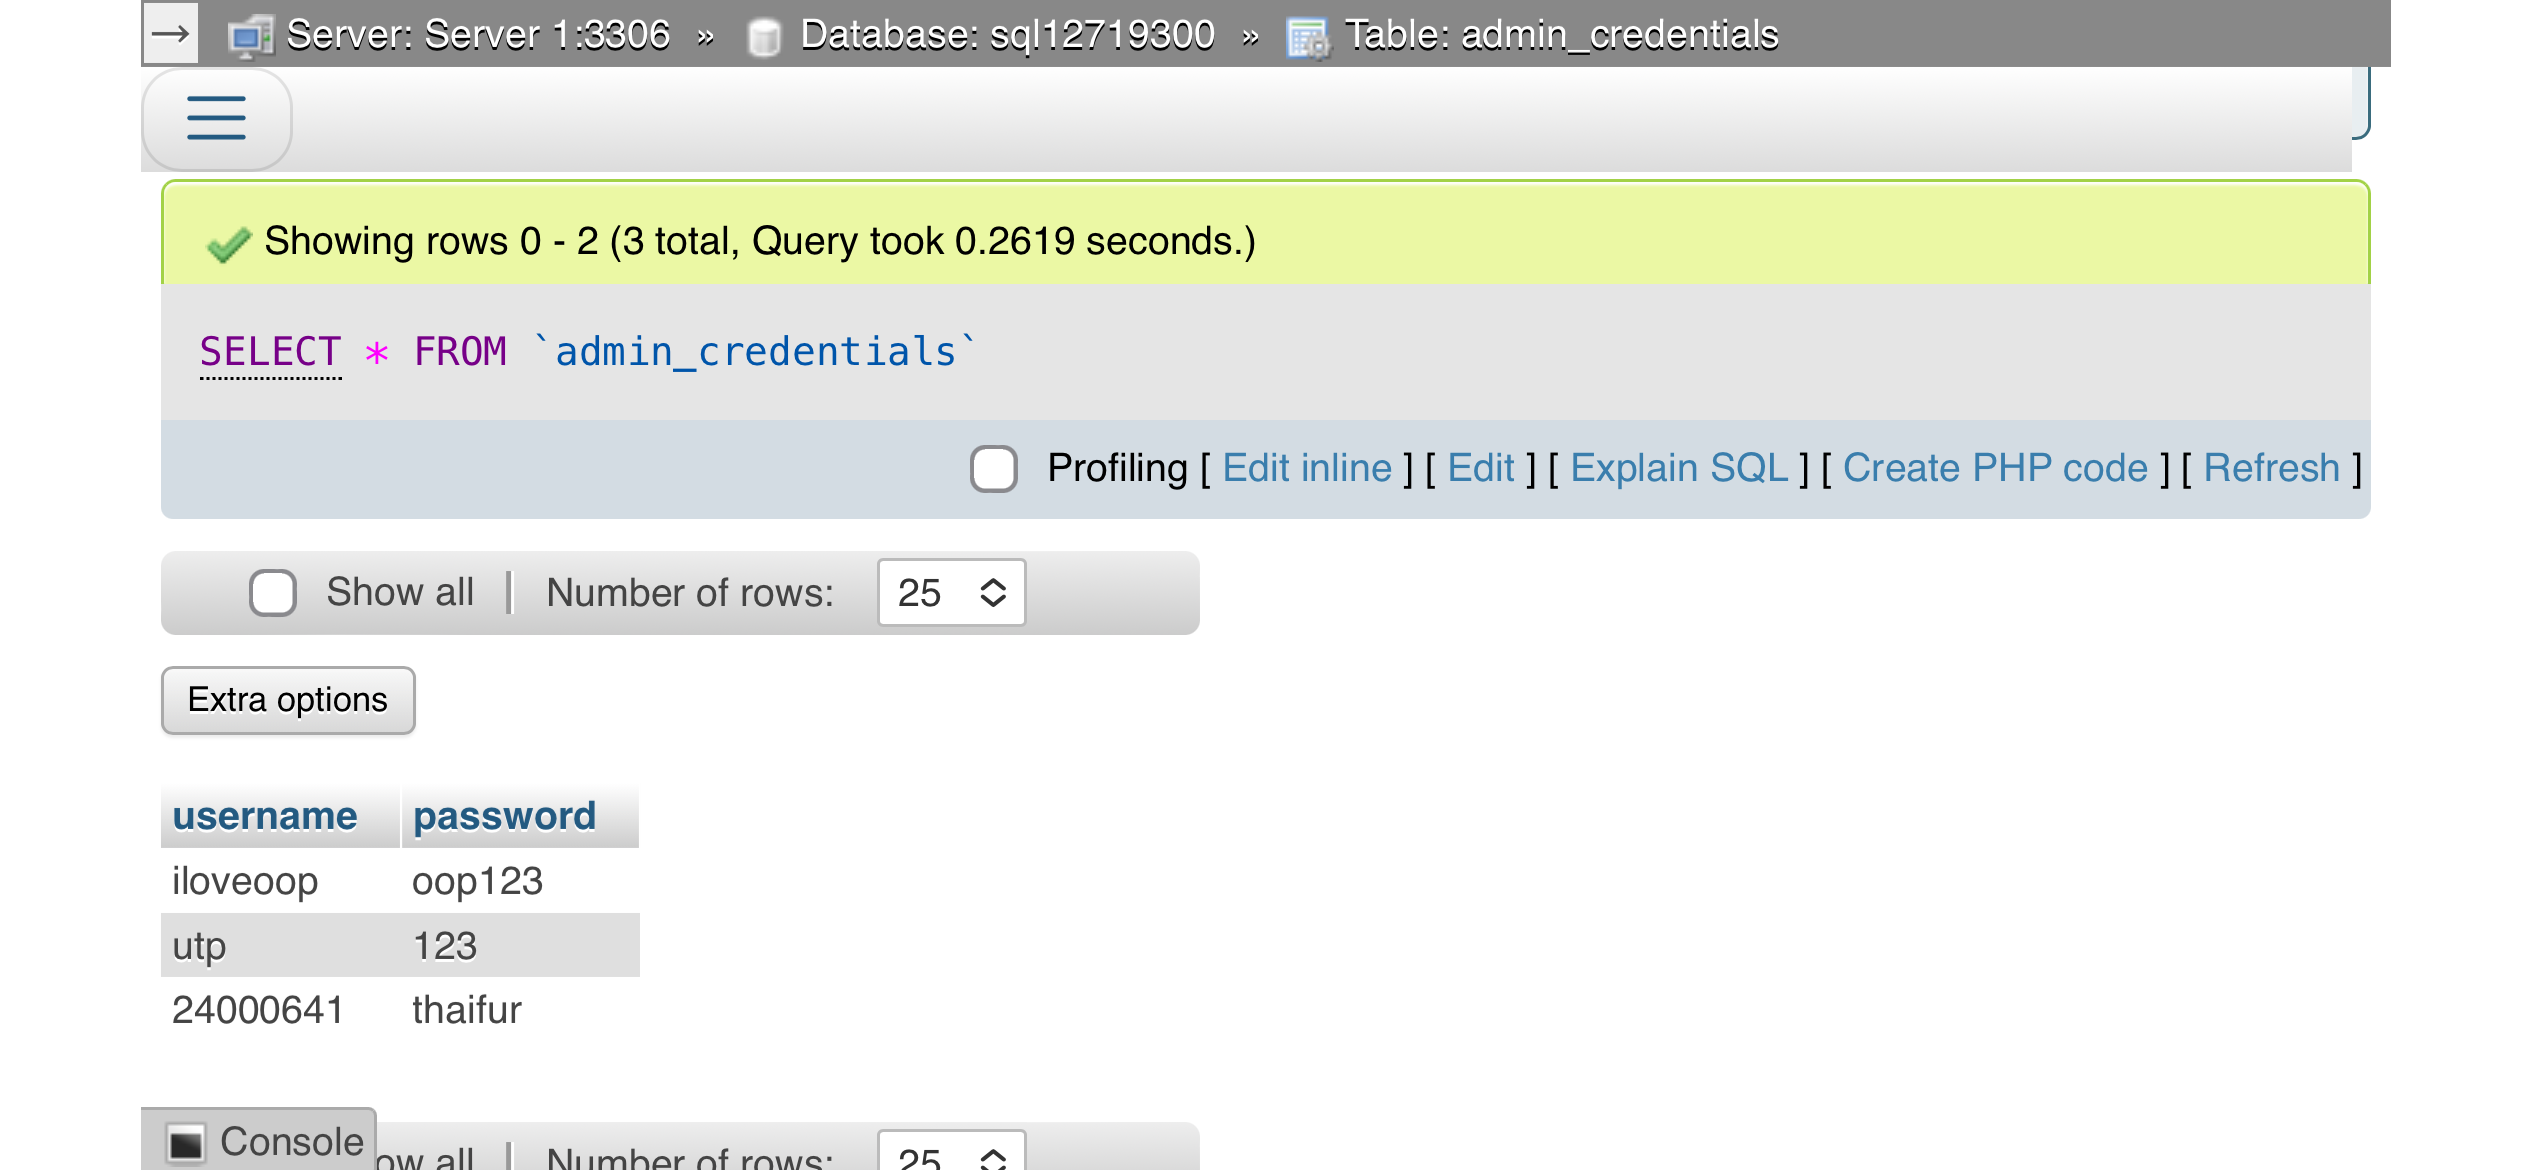 → Server: Server 1:3306 » Database: sql12719300 » Table: admin_credentials
Showing rows 0 - 2 (3 total, Query took 0.2619 seconds.)
SELECT * FROM `admin_credentials`
Profiling [ Edit inline ] [ Edit ] [ Explain SQL ] [ Create PHP code ] [ Refresh ]
Show all | Number of rows: 25
Extra options
username password
iloveoop oop123
utp 123
24000641 thaifur
Console
ow all | Number of rows: 25